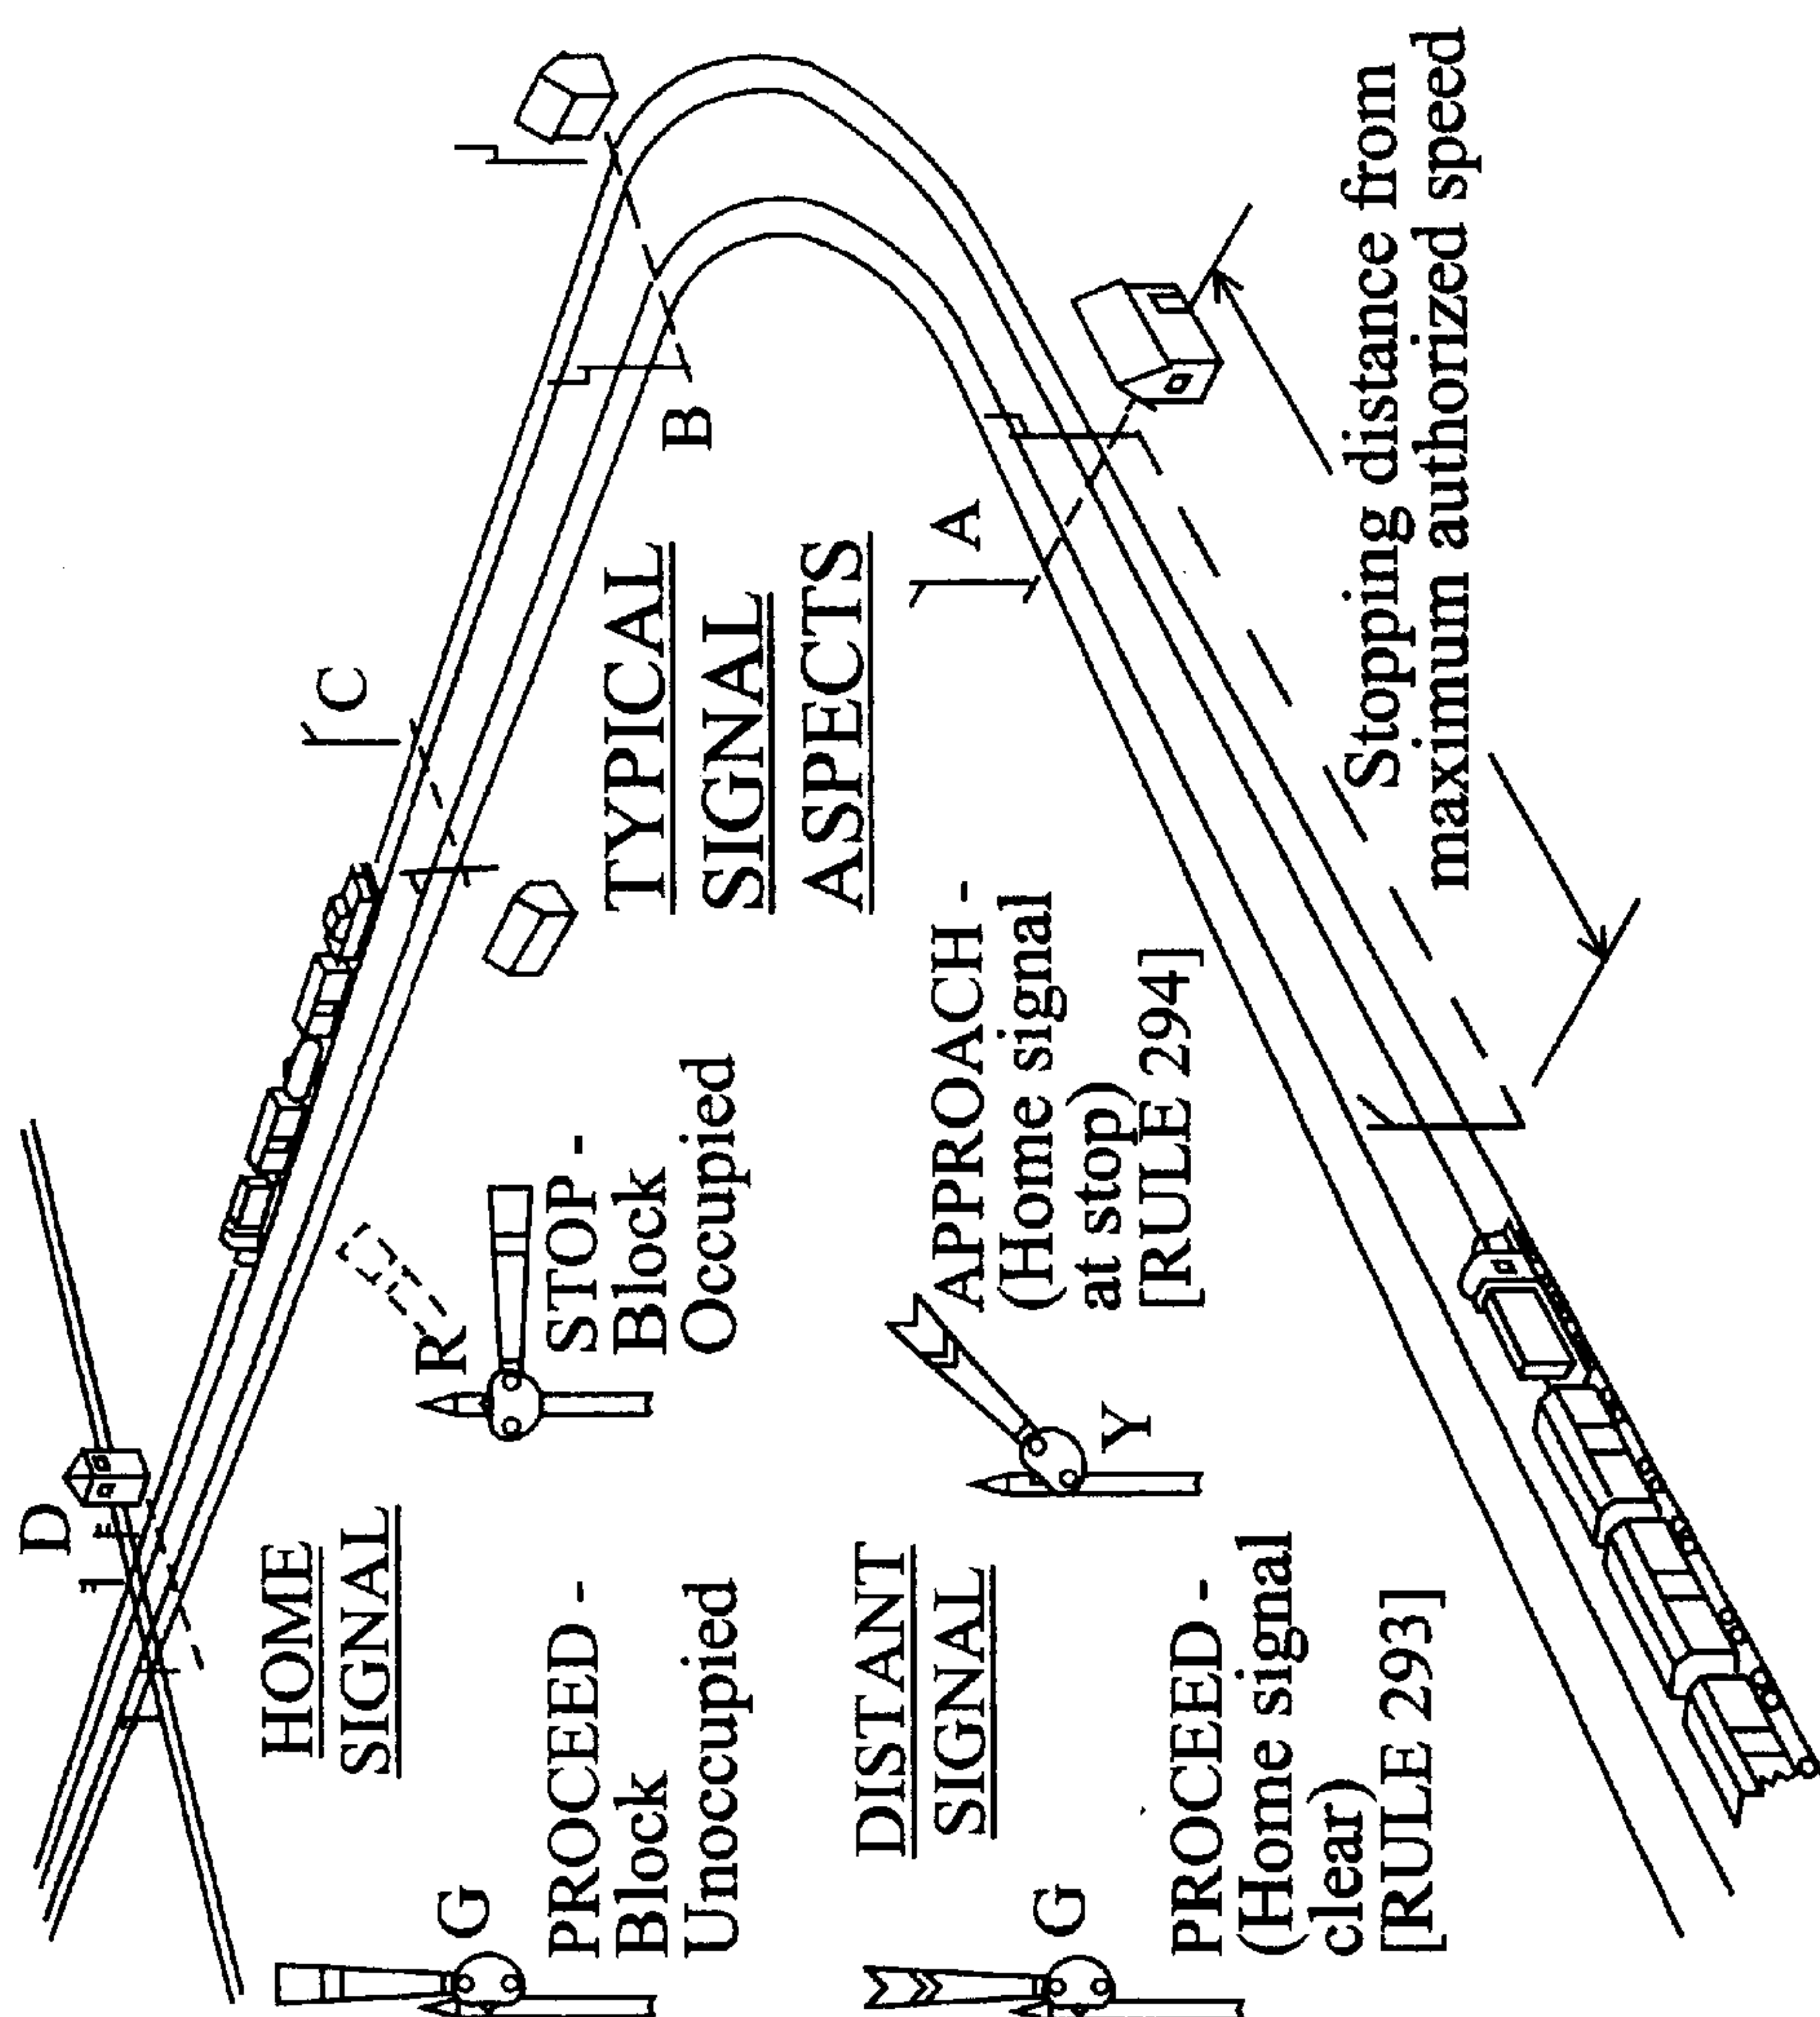 D
C
B
A
TYPICAL
SIGNAL
ASPECTS
HOME
SIGNAL
G
PROCEED -
Block
Unoccupied
R
STOP -
Block
Occupied
DISTANT
SIGNAL
G
PROCEED -
(Home signal
clear)
[RULE 293]
Y
APPROACH -
(Home signal
at stop)
[RULE 294]
Stopping distance from
maximum authorized speed